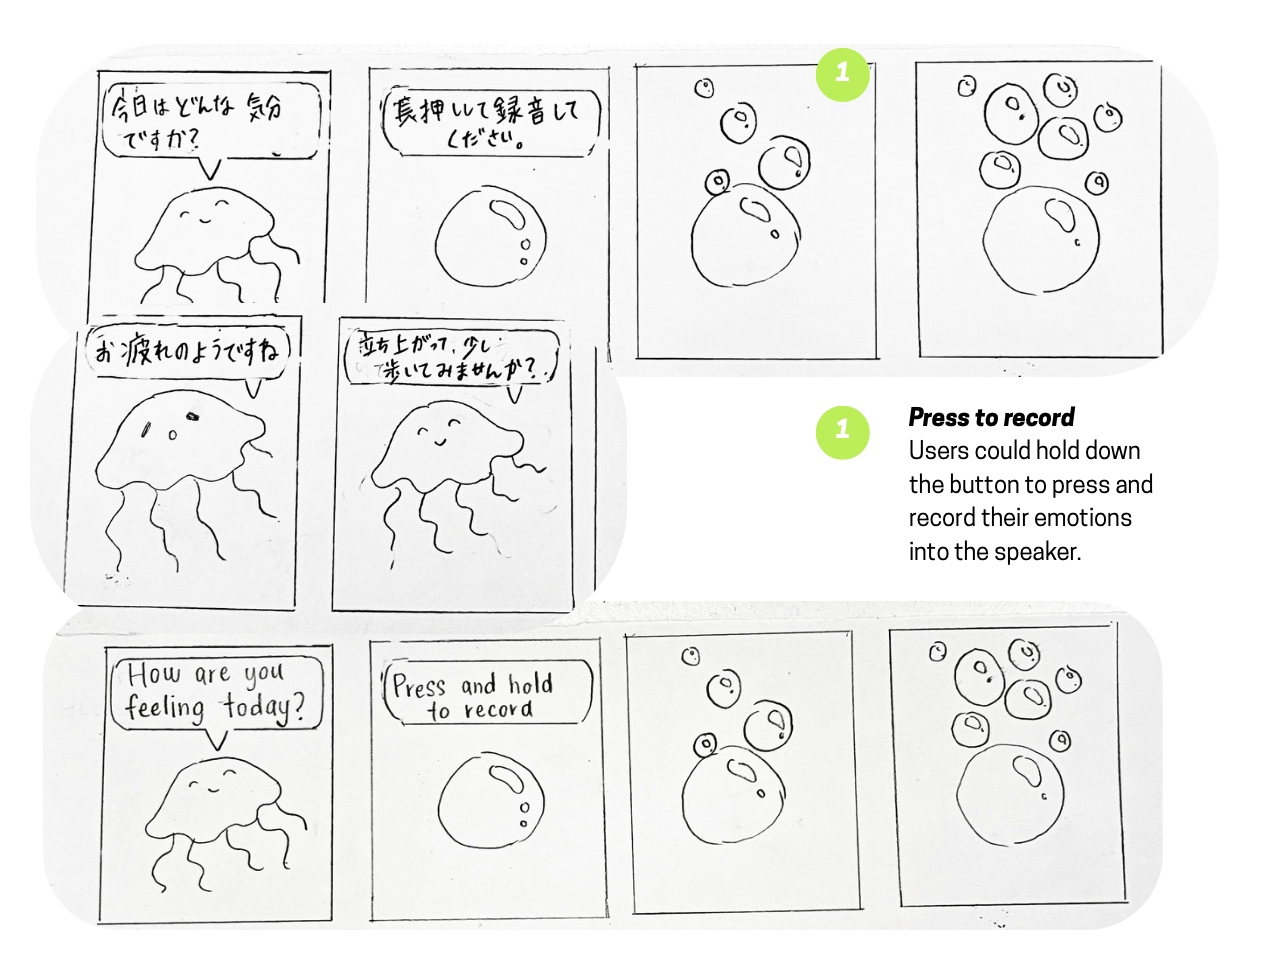 今日はどんな気分
ですか?
長押しして録音して
ください。
1
お疲れのようですね
立ち上がって、少し
歩いてみませんか?
1
Press to record
Users could hold down
the button to press and
record their emotions
into the speaker.
How are you
feeling today?
Press and hold
to record